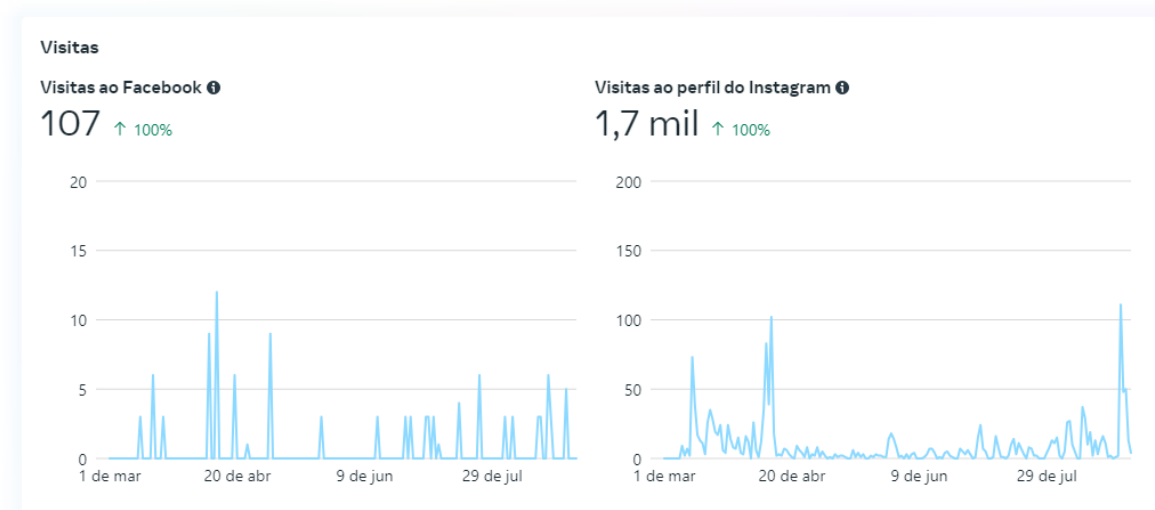 Visitas
Visitas ao Facebook
107 ↑ 100%
20
15
10
5
0
1 de mar 20 de abr 9 de jun 29 de jul
Visitas ao perfil do Instagram
1,7 mil ↑ 100%
200
150
100
50
0
1 de mar 20 de abr 9 de jun 29 de jul